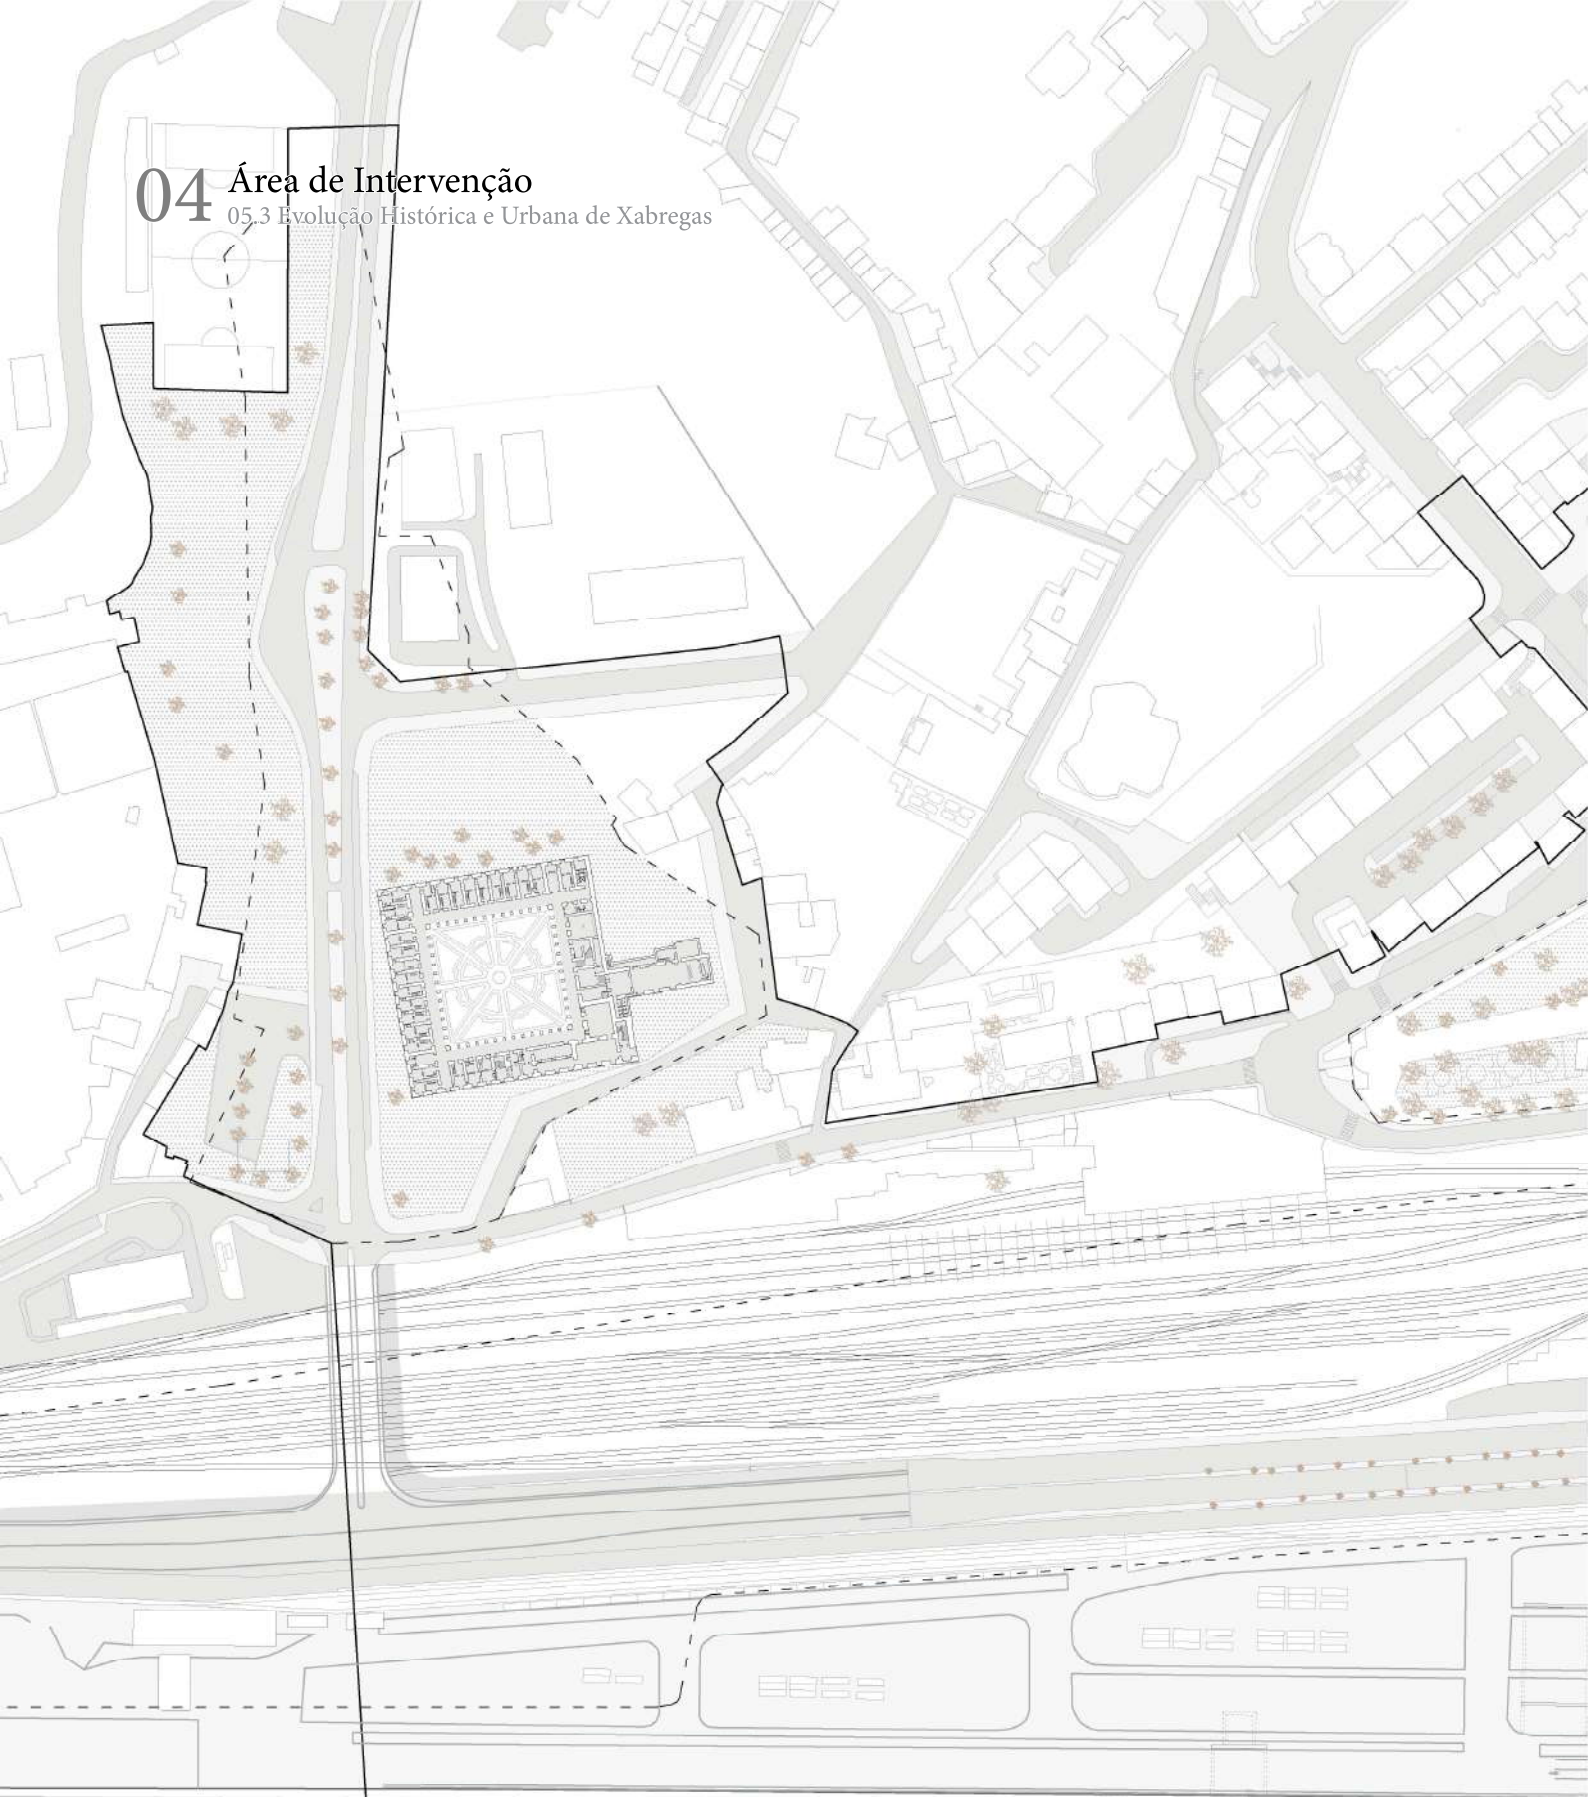 04 Área de Intervenção
05.3 Evolução Histórica e Urbana de Xabregas